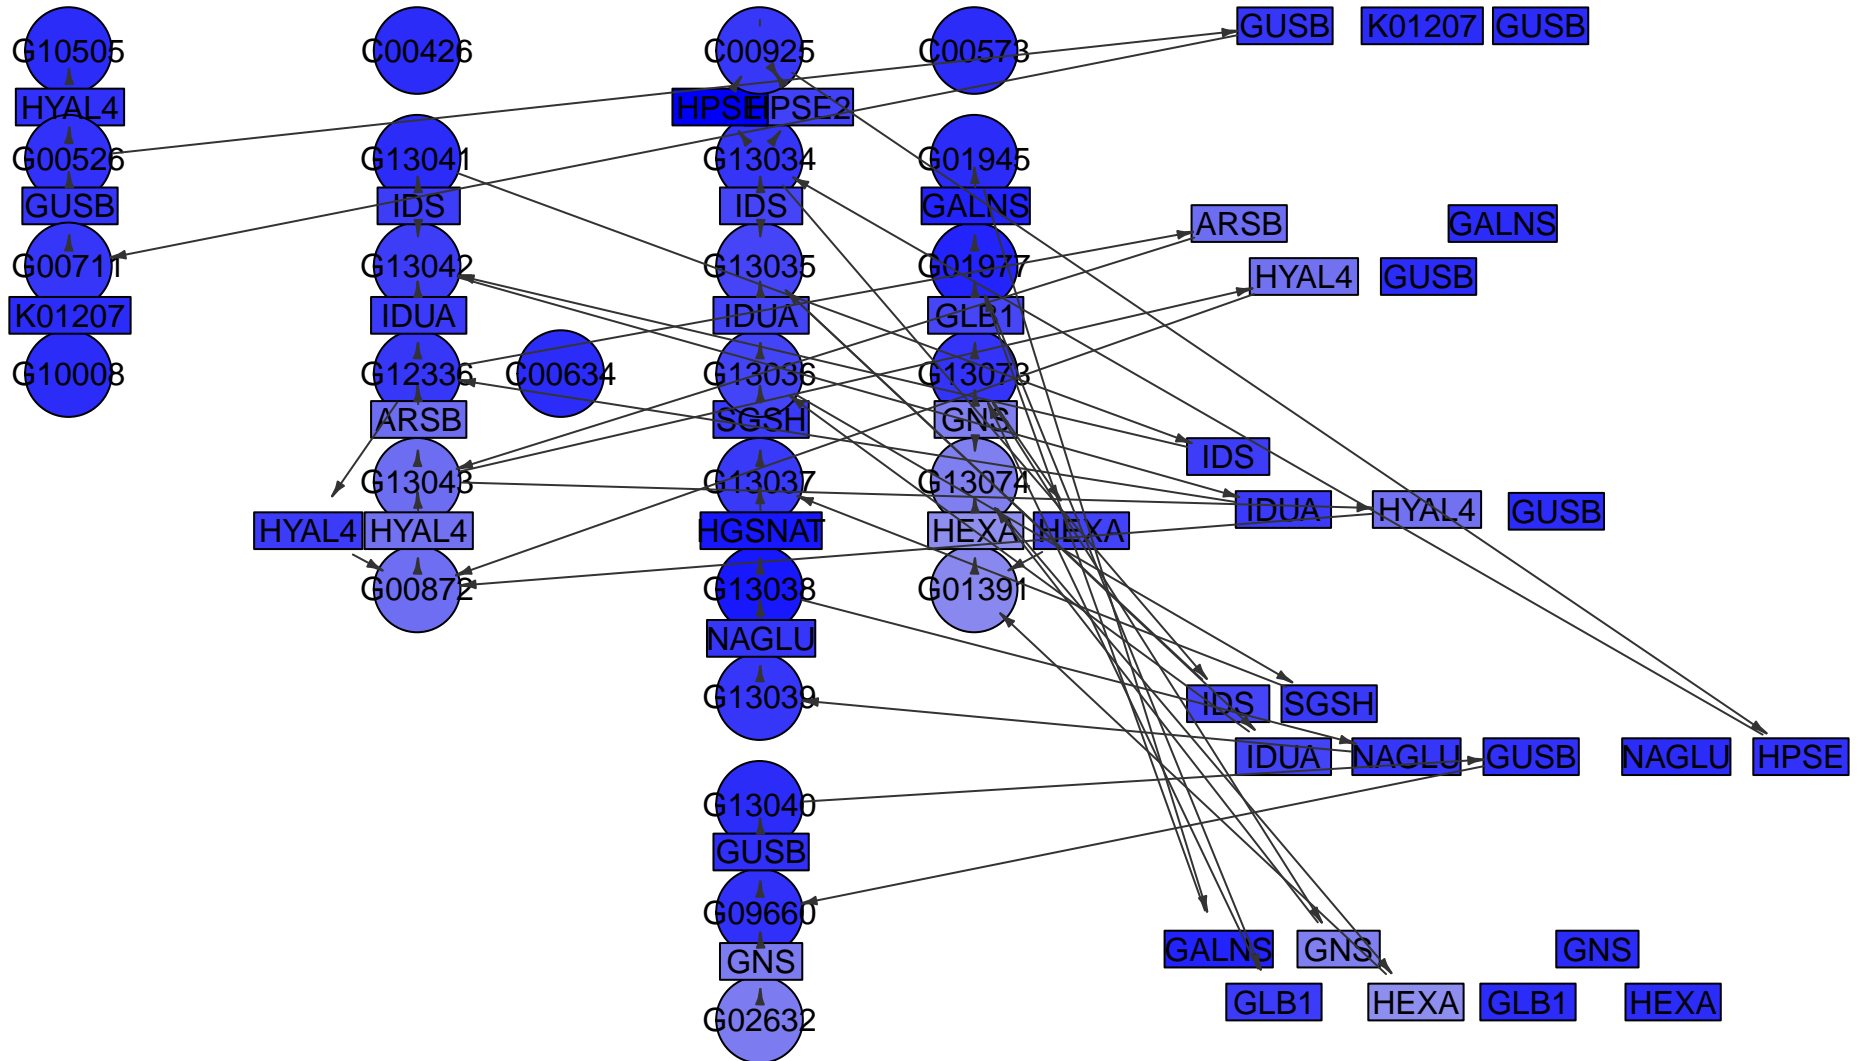 G10505 C00426 C00925 C00573 GUSB K01207 GUSB
HYAL4 HPSE HPSE2
G00526 G13041 G13034 G01945
GUSB IDS IDS GALNS ARSB GALNS
G00711 G13042 G13035 G01977 HYAL4 GUSB
K01207 IDUA IDUA GLB1
G10008 G12336 C00634 G13036 G13073
ARSB SGSH GNS
IDS
G13043 G13037 G13074
IDUA HYAL4 GUSB
HYAL4 HYAL4 HGSNAT HEXA HEXA
G00872 G13038 G01391
NAGLU
G13039 IDS SGSH
IDUA NAGLU GUSB NAGLU HPSE
G13040
GUSB
G09660
GNS GALNS GNS GNS
GLB1 HEXA GLB1 HEXA
G02632